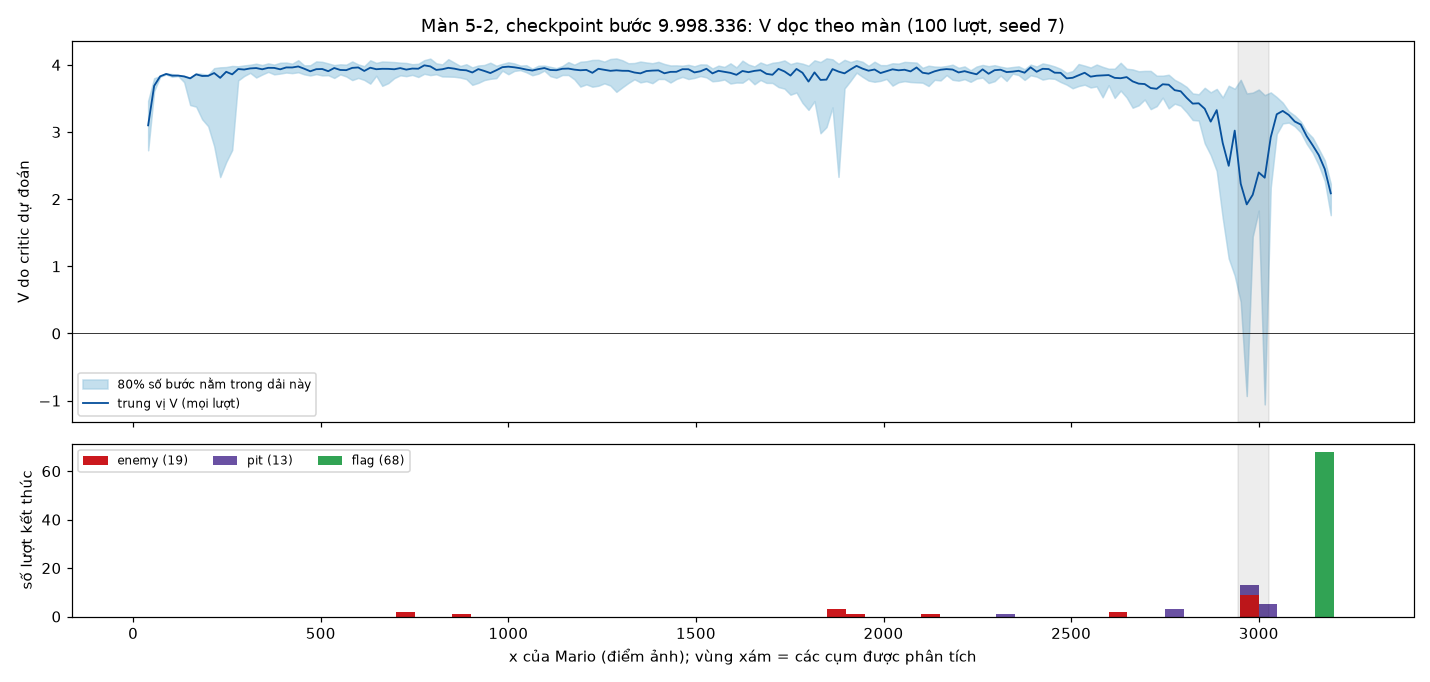 Màn 5-2, checkpoint bước 9.998.336: V dọc theo màn (100 lượt, seed 7)
V do critic dự đoán
4
3
2
1
0
−1
80% số bước nằm trong dải này
trung vị V (mọi lượt)
số lượt kết thúc
60
40
20
0
enemy (19) pit (13) flag (68)
0 500 1000 1500 2000 2500 3000
x của Mario (điểm ảnh); vùng xám = các cụm được phân tích